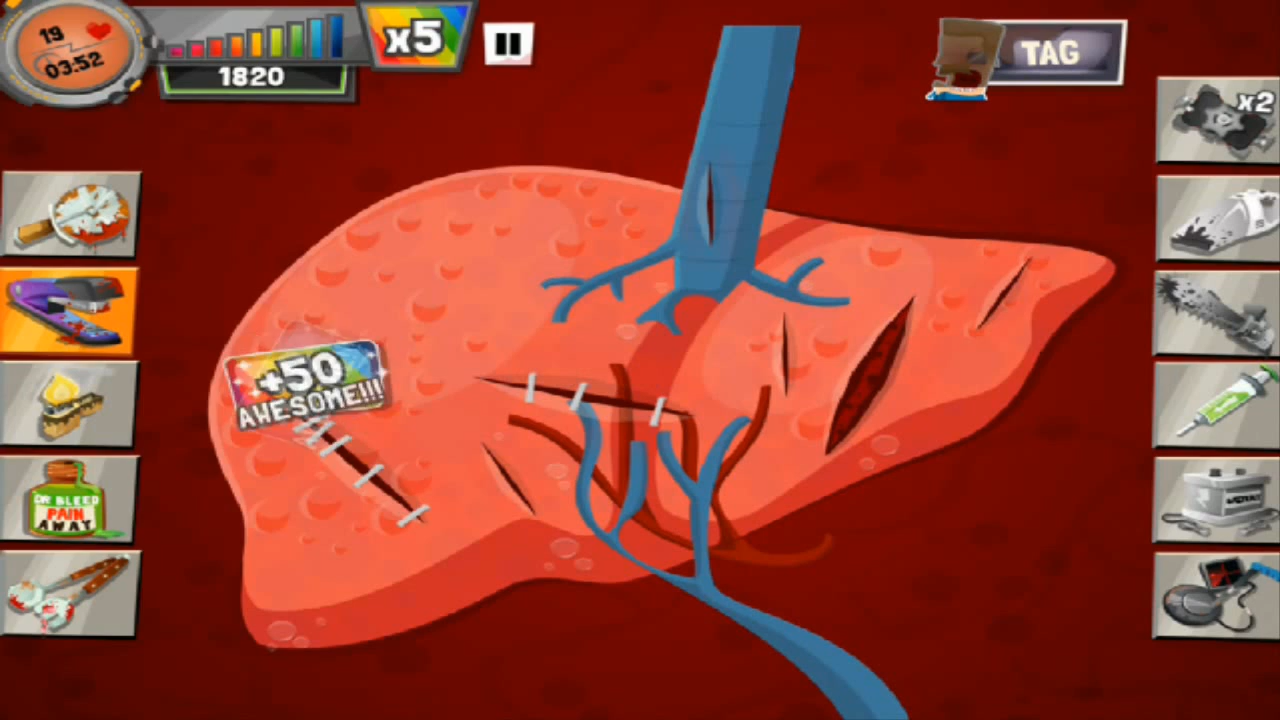 19
03:52
1820
x5
TAG
x2
+50
AWESOME!!!
DR BLEED
PAIN
AWAY